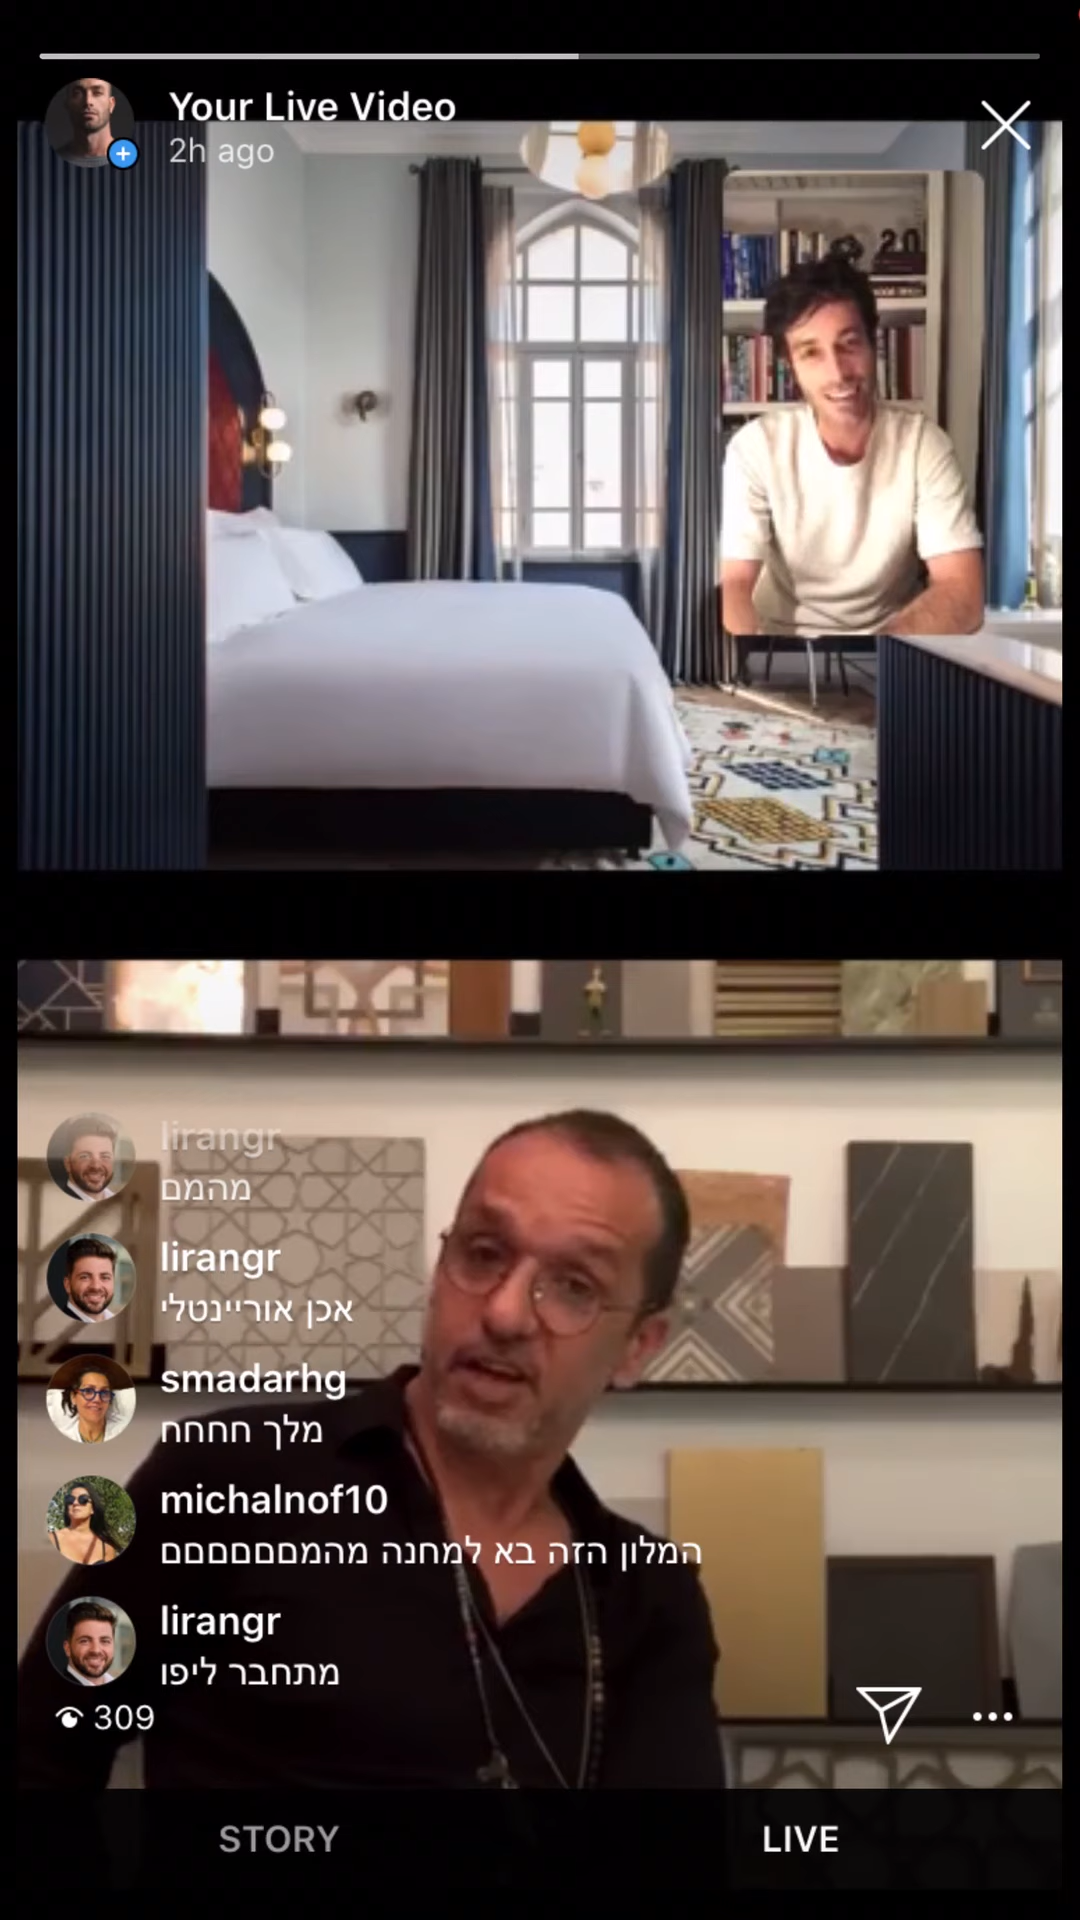 Your Live Video
2h ago
20
lirangr
מהמם
lirangr
אכן אוריינטלי
smadarhg
מלך חחחח
michalnof10
המלון הזה בא למחנה מהמםםםםםםם
lirangr
מתחבר ליפו
309
STORY
LIVE